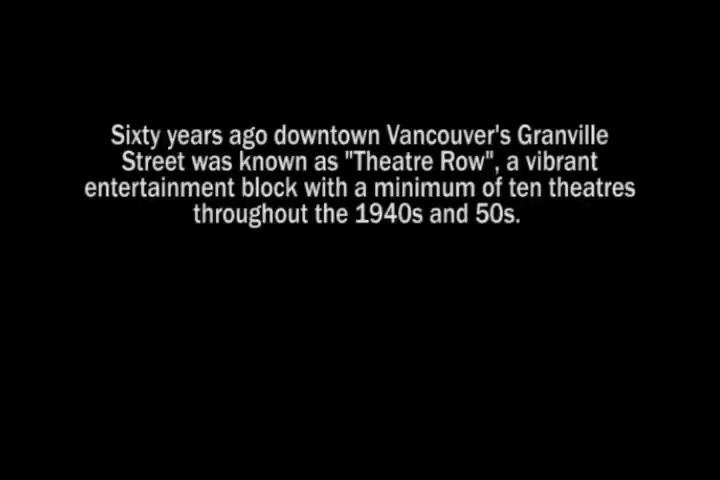 Sixty years ago downtown Vancouver's Granville
Street was known as "Theatre Row", a vibrant
entertainment block with a minimum of ten theatres
throughout the 1940s and 50s.